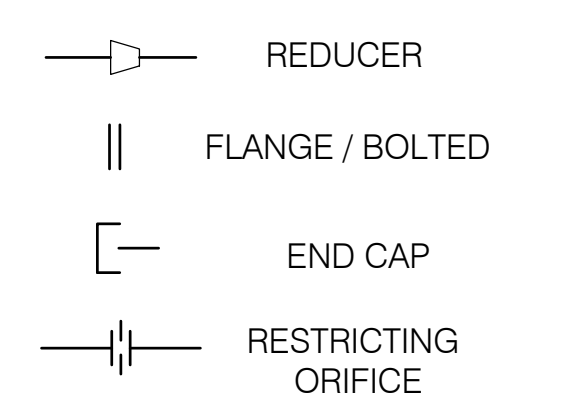 REDUCER
FLANGE / BOLTED
END CAP
RESTRICTING
ORIFICE